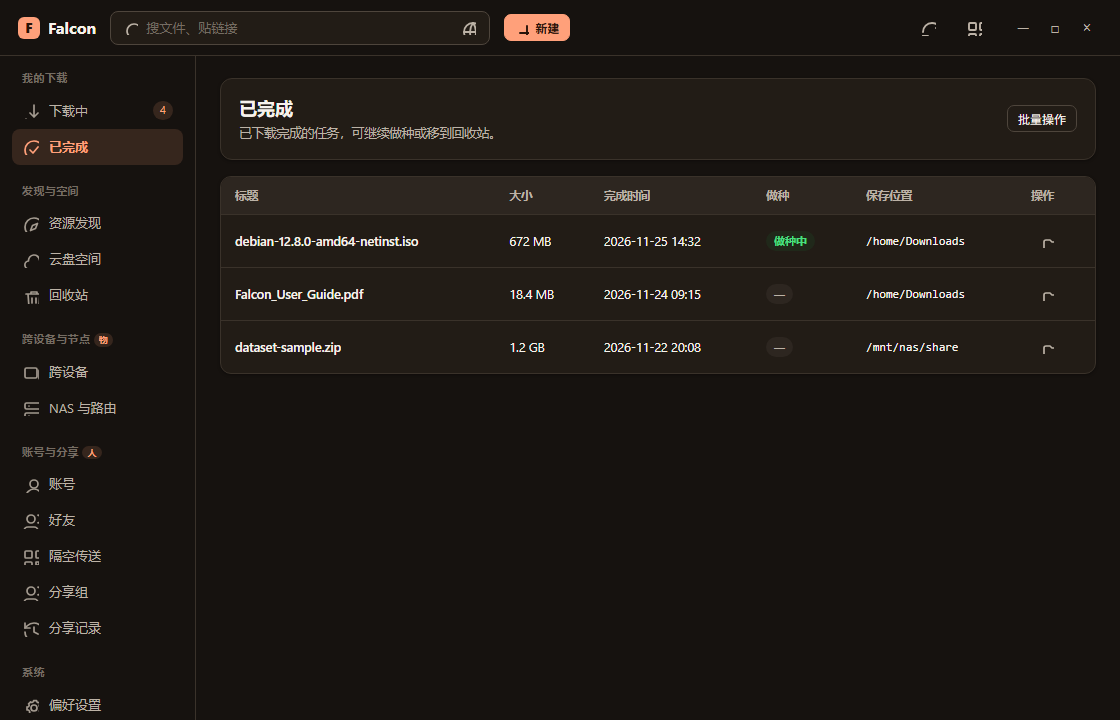 F Falcon
搜文件、贴链接
新建
我的下载
下载中 4
已完成
发现与空间
资源发现
云盘空间
回收站
跨设备与节点 物
跨设备
NAS 与路由
账号与分享 人
账号
好友
隔空传送
分享组
分享记录
系统
偏好设置
已完成
已下载完成的任务，可继续做种或移到回收站。
批量操作
标题 大小 完成时间 做种 保存位置 操作
debian-12.8.0-amd64-netinst.iso 672 MB 2026-11-25 14:32 做种中 /home/Downloads
Falcon_User_Guide.pdf 18.4 MB 2026-11-24 09:15 — /home/Downloads
dataset-sample.zip 1.2 GB 2026-11-22 20:08 — /mnt/nas/share